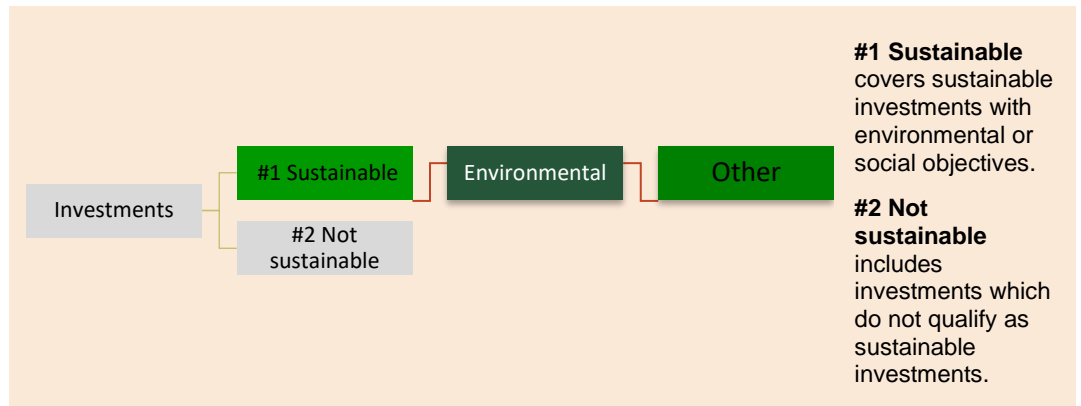 Investments
#1 Sustainable
Environmental
Other
#2 Not
sustainable
#1 Sustainable
covers sustainable
investments with
environmental or
social objectives.
#2 Not
sustainable
includes
investments which
do not qualify as
sustainable
investments.